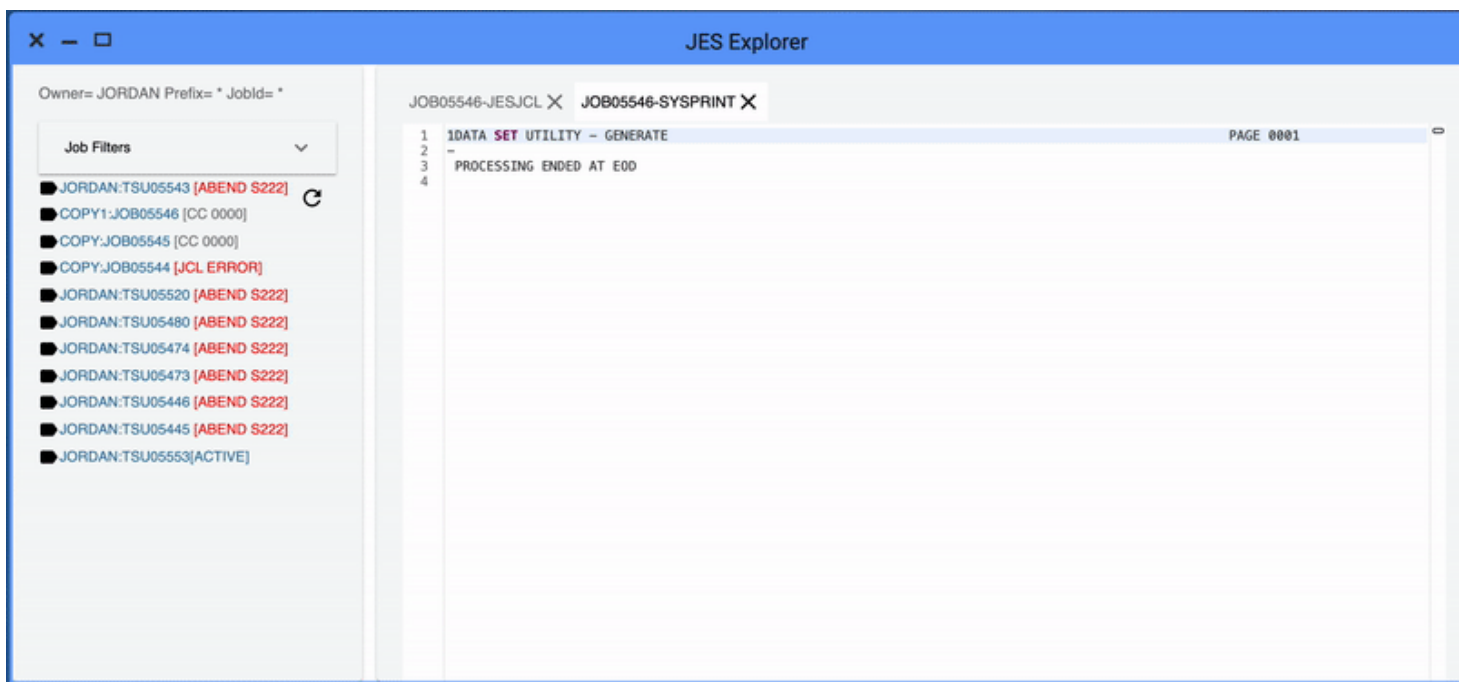 JES Explorer
Owner= JORDAN Prefix= * JobId= *
Job Filters
JORDAN:TSU05543 [ABEND S222]
COPY1:JOB05546 [CC 0000]
COPY:JOB05545 [CC 0000]
COPY:JOB05544 [JCL ERROR]
JORDAN:TSU05520 [ABEND S222]
JORDAN:TSU05480 [ABEND S222]
JORDAN:TSU05474 [ABEND S222]
JORDAN:TSU05473 [ABEND S222]
JORDAN:TSU05446 [ABEND S222]
JORDAN:TSU05445 [ABEND S222]
JORDAN:TSU05553[ACTIVE]
JOB05546-JESJCL JOB05546-SYSPRINT
1 1DATA SET UTILITY - GENERATE PAGE 0001
2 -
3 PROCESSING ENDED AT EOD
4